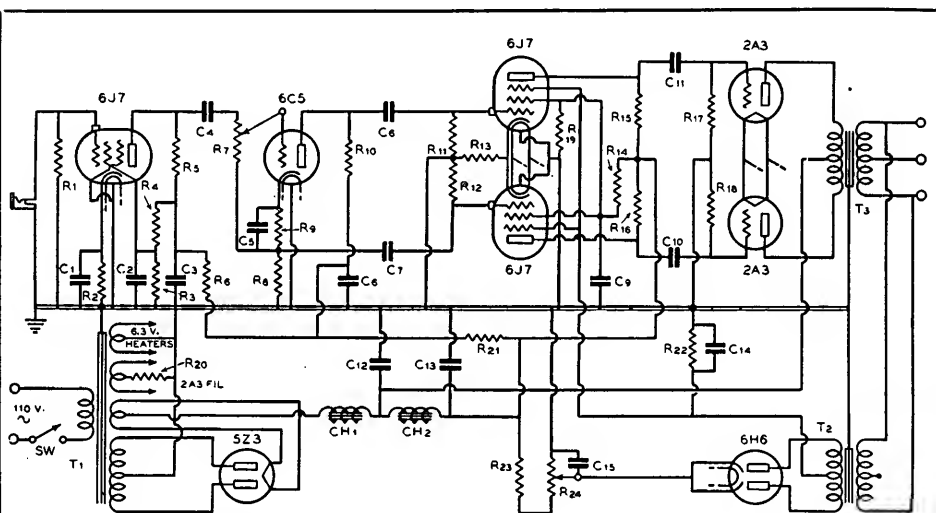 6J7
2A3
6J7
6C5
C4
C6
C11
R1
R4
R5
R7
R10
R11
R13
R12
R19
R15
R14
R17
R16
R18
T3
C5
R9
C7
6J7
C10
2A3
C1
R2
C2
C3
R3
R6
R8
C6
C9
6.3 V.
HEATERS
R20
2A3 FIL
C12
C13
R21
R22
C14
110 V.
∿
SW
T1
5Z3
CH1
CH2
R23
C15
R24
6H6
T2